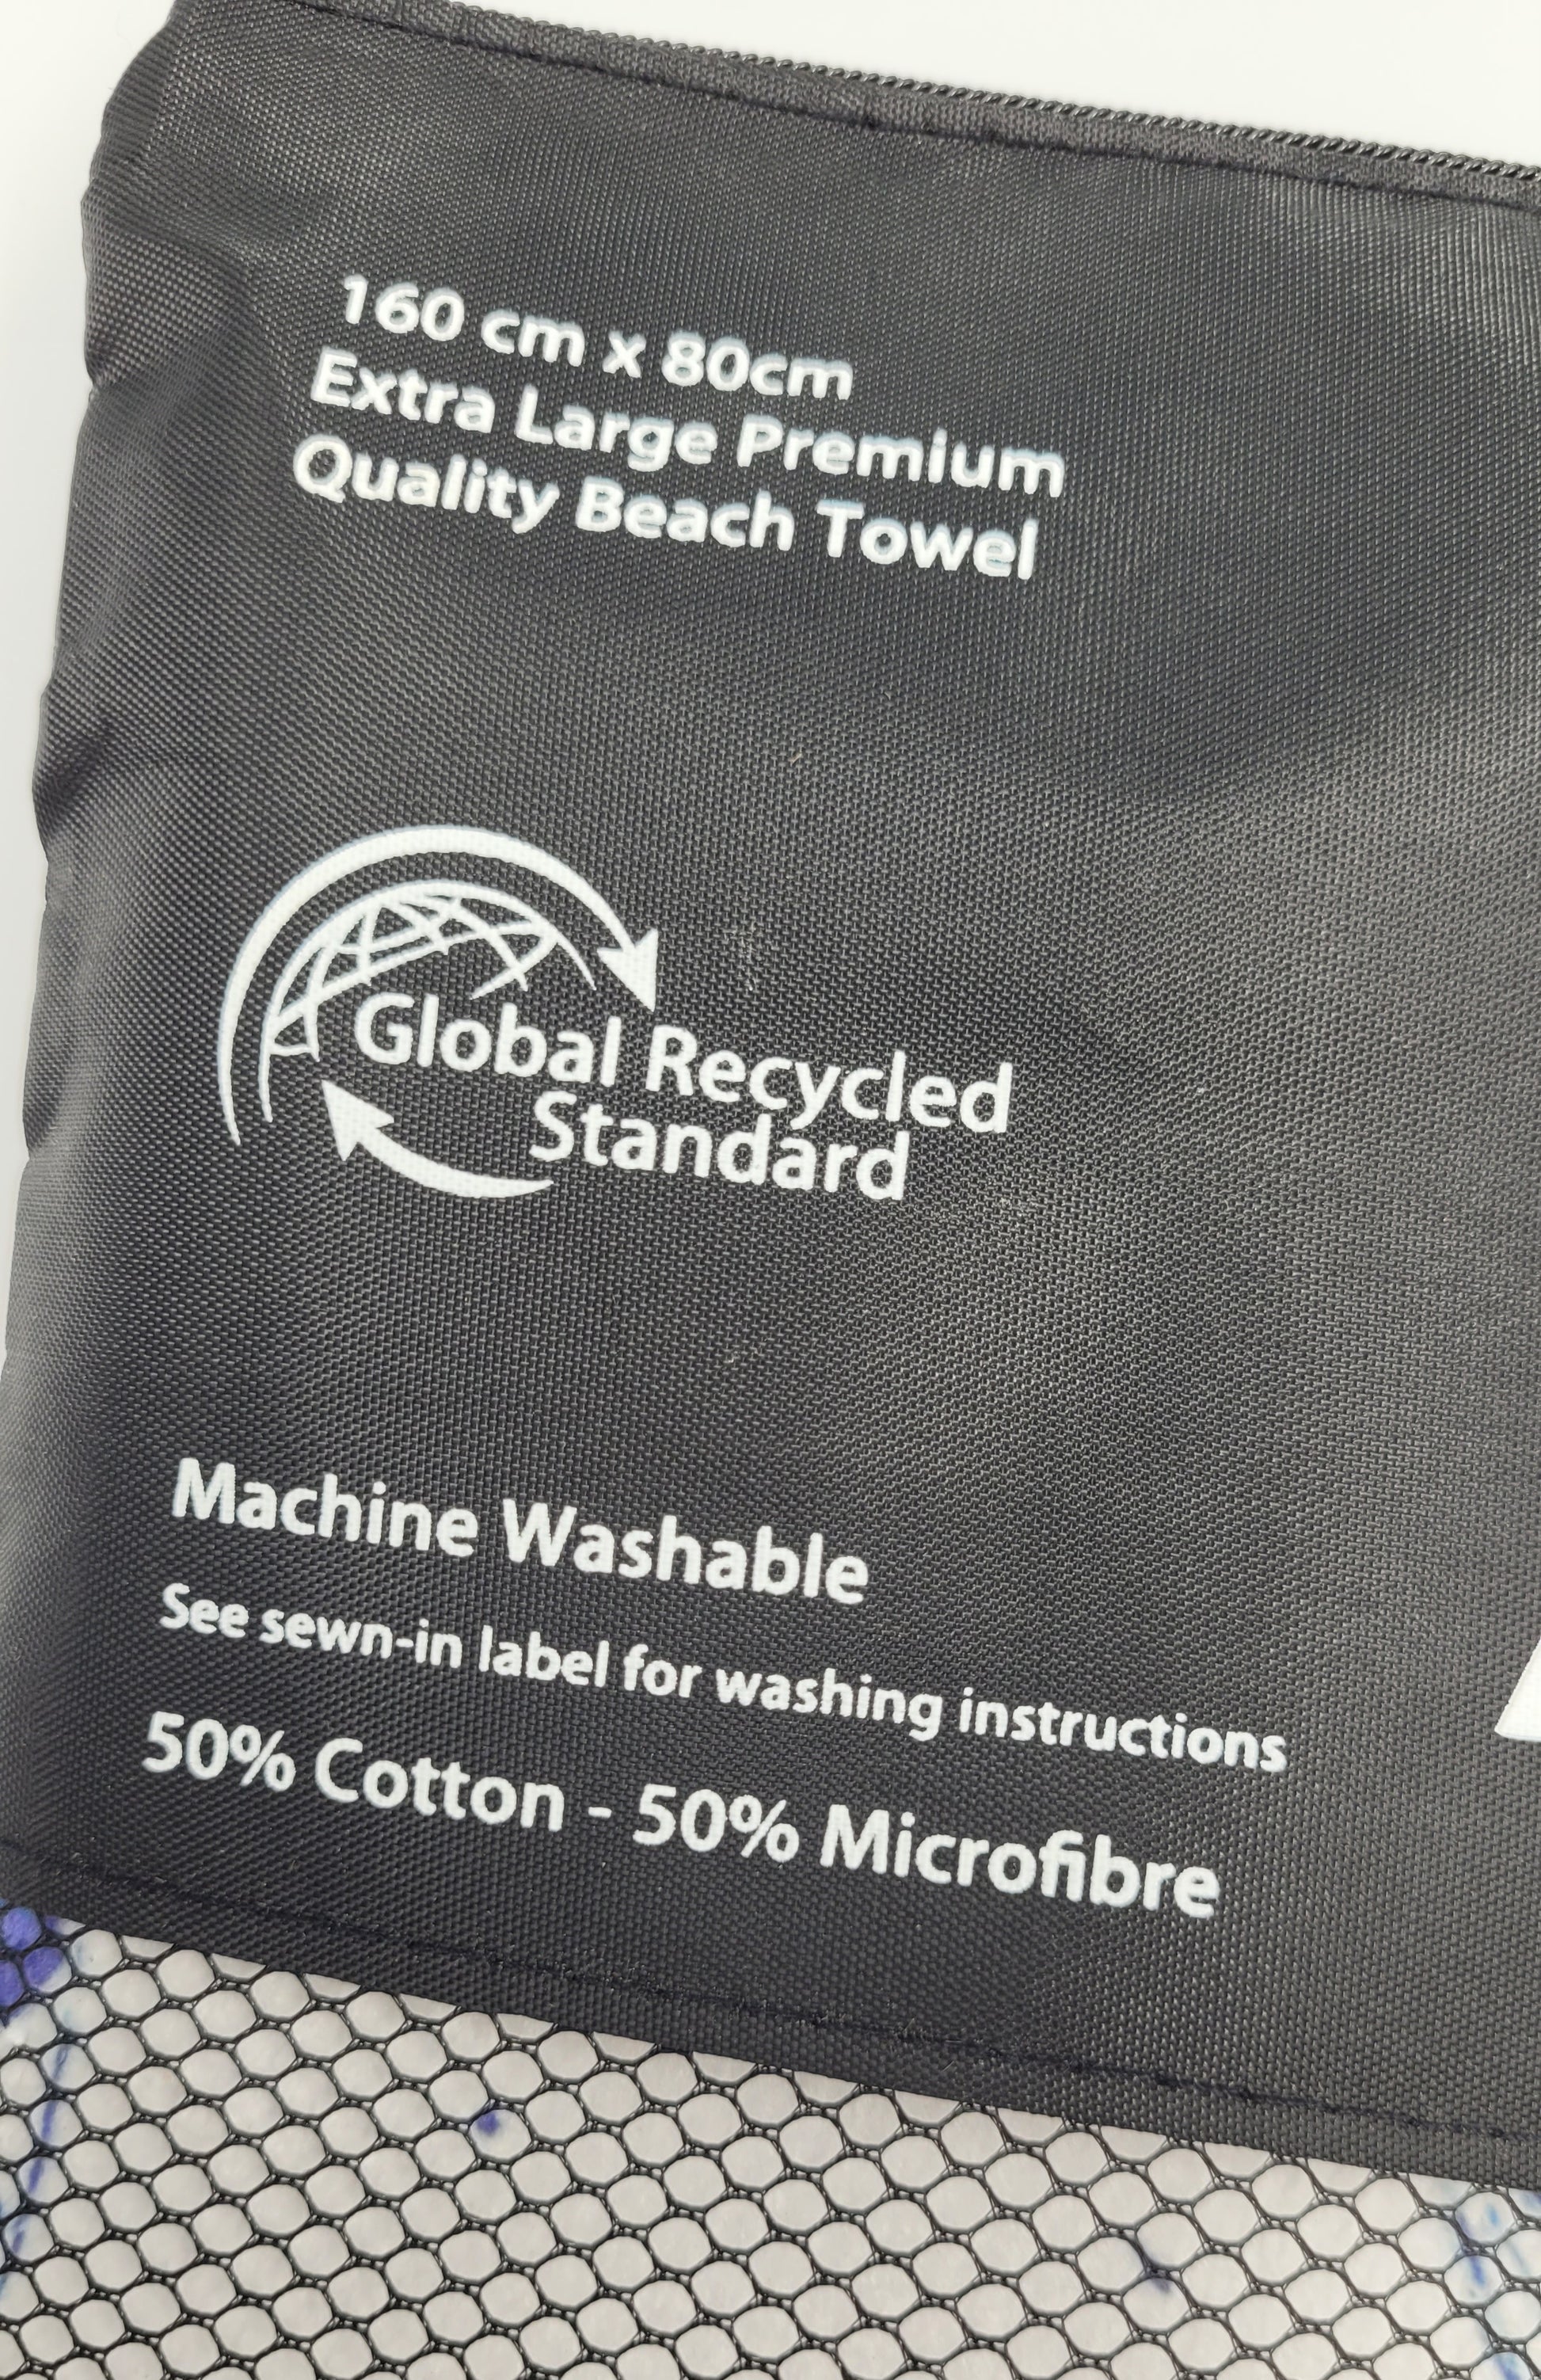 160 cm x 80cm
Extra Large Premium
Quality Beach Towel
Global Recycled
Standard
Machine Washable
See sewn-in label for washing instructions
50% Cotton - 50% Microfibre